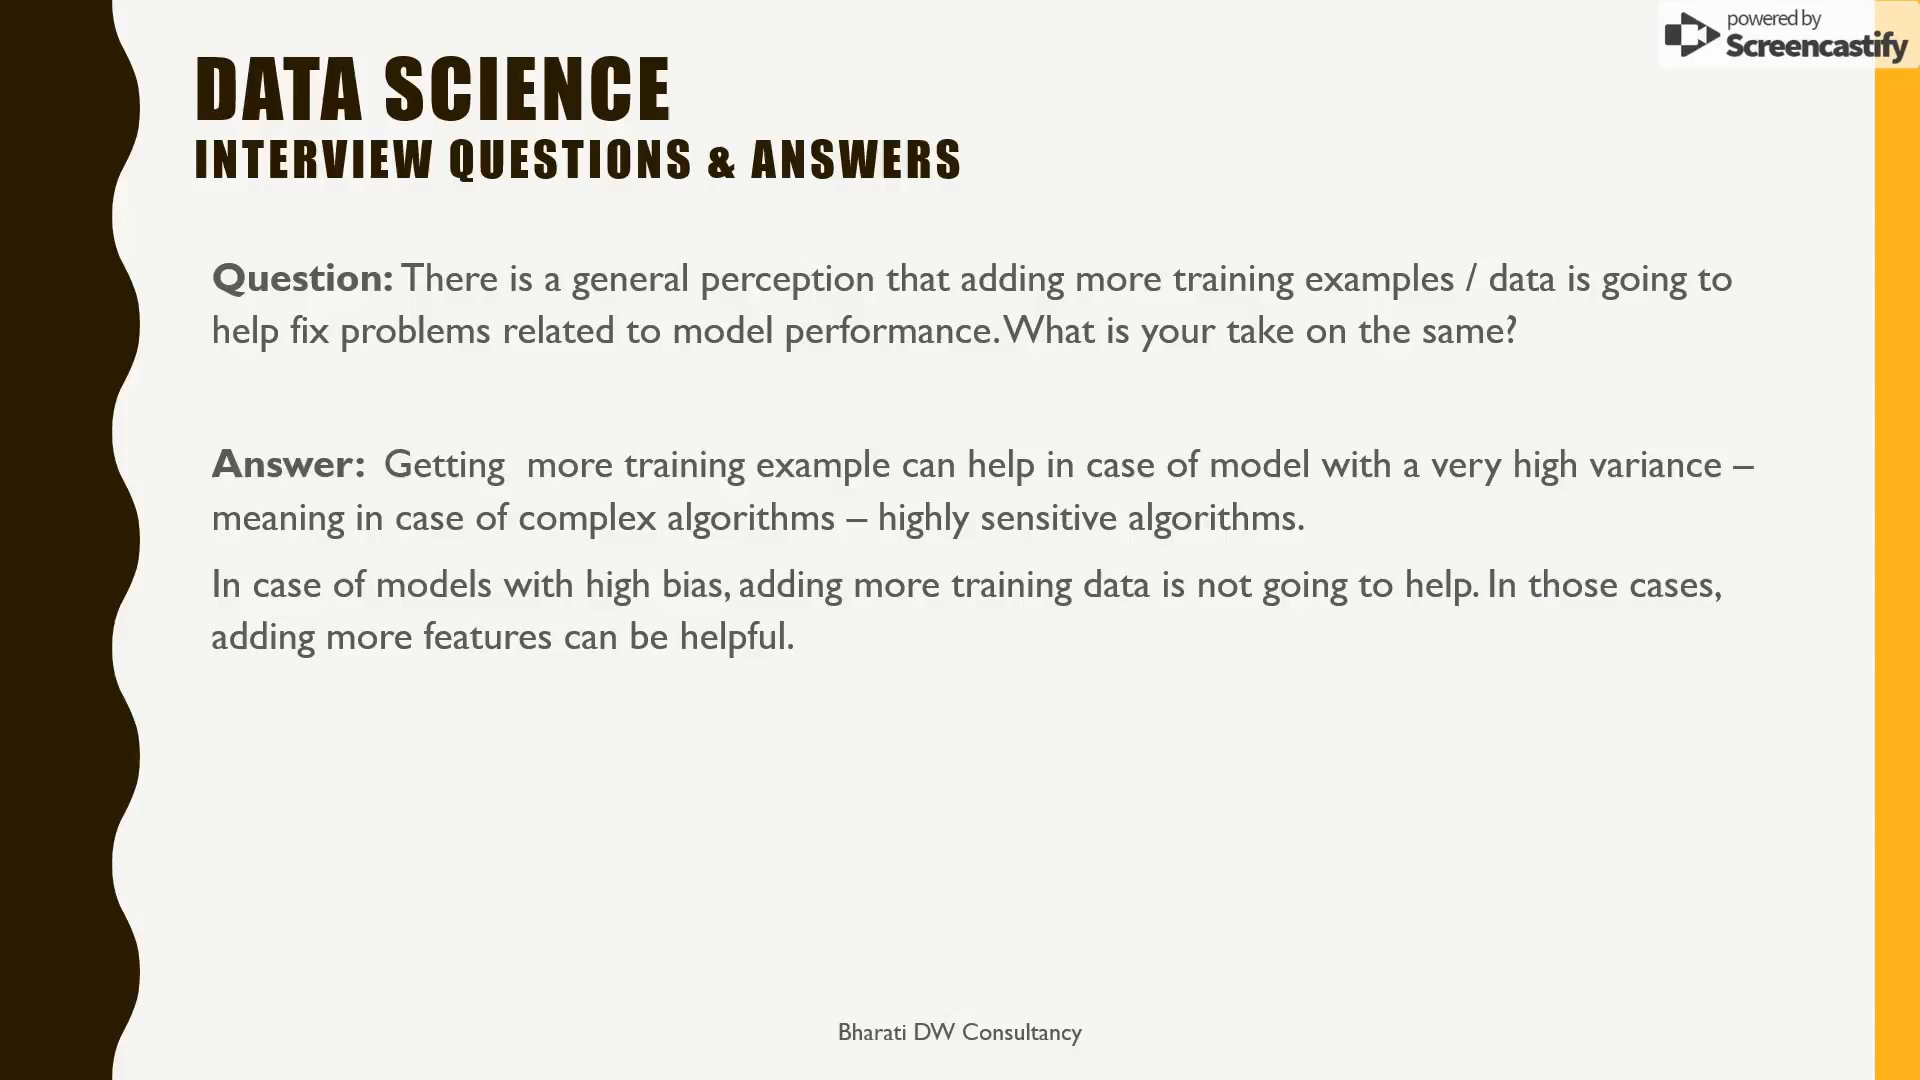 powered by
Screencastify
DATA SCIENCE
INTERVIEW QUESTIONS & ANSWERS
Question: There is a general perception that adding more training examples / data is going to
help fix problems related to model performance. What is your take on the same?
Answer: Getting more training example can help in case of model with a very high variance –
meaning in case of complex algorithms – highly sensitive algorithms.
In case of models with high bias, adding more training data is not going to help. In those cases,
adding more features can be helpful.
Bharati DW Consultancy